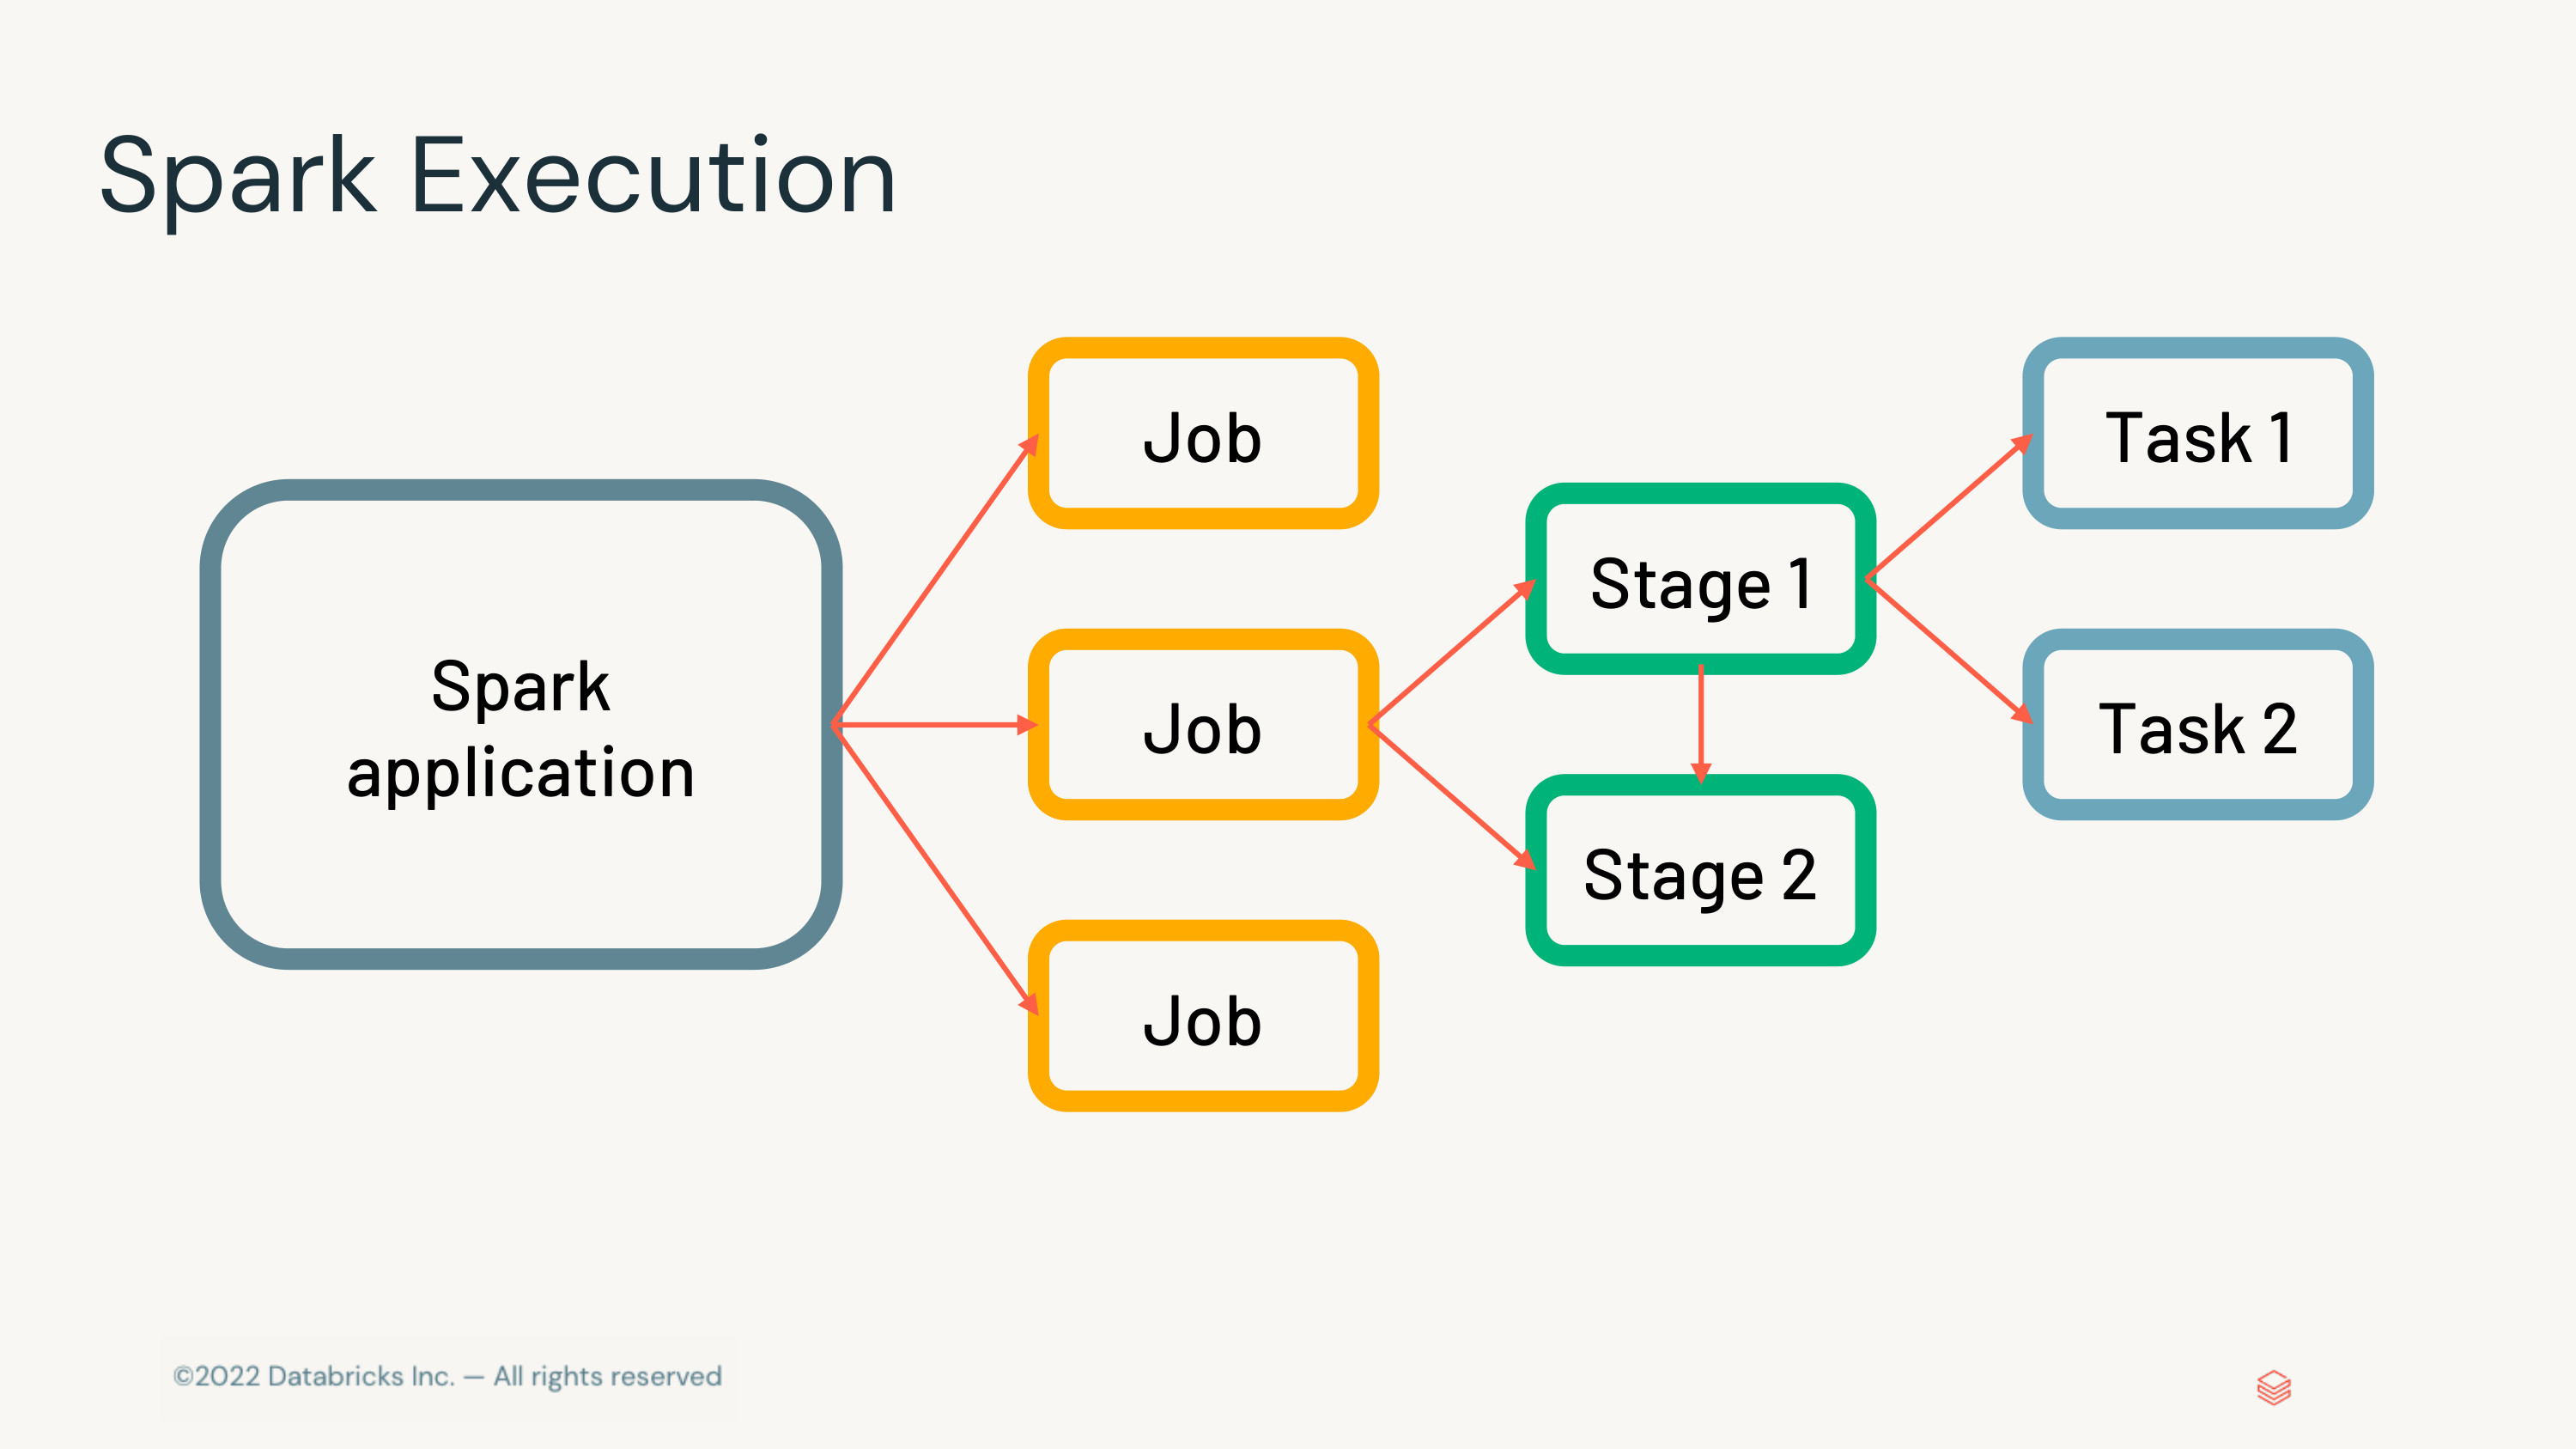 Spark Execution
Spark
application
Job
Job
Job
Stage 1
Stage 2
Task 1
Task 2
©2022 Databricks Inc. — All rights reserved